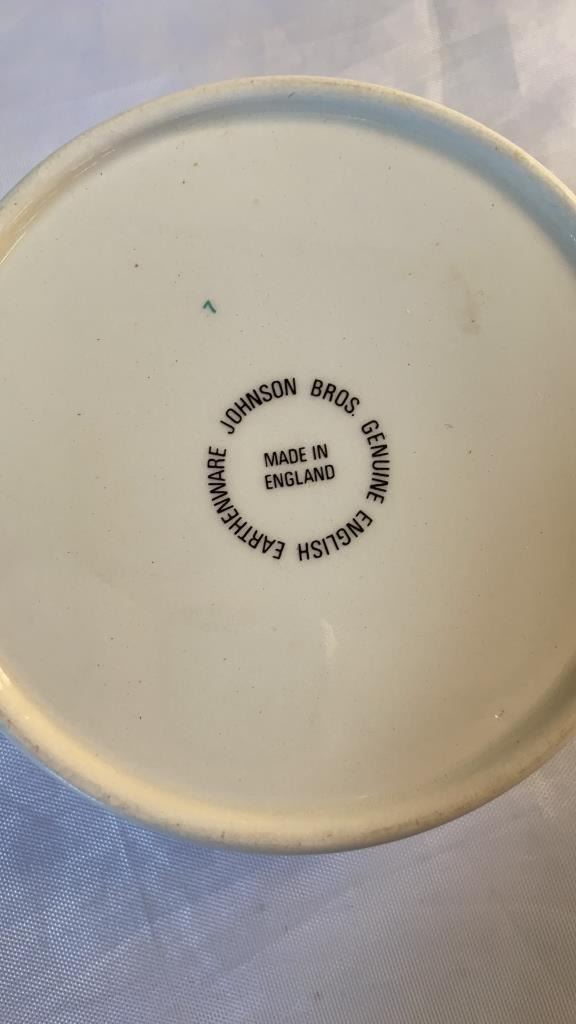 JOHNSON BROS. GENUINE ENGLISH EARTHENWARE
MADE IN
ENGLAND